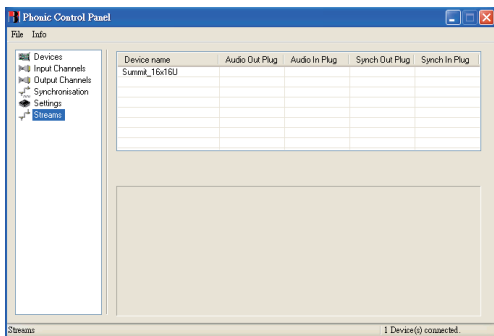 Phonic Control Panel
File Info
Devices
Input Channels
Output Channels
Synchronisation
Settings
Streams
Device name Audio Out Plug Audio In Plug Synch Out Plug Synch In Plug
Summit_16x16U
Streams 1 Device(s) connected.